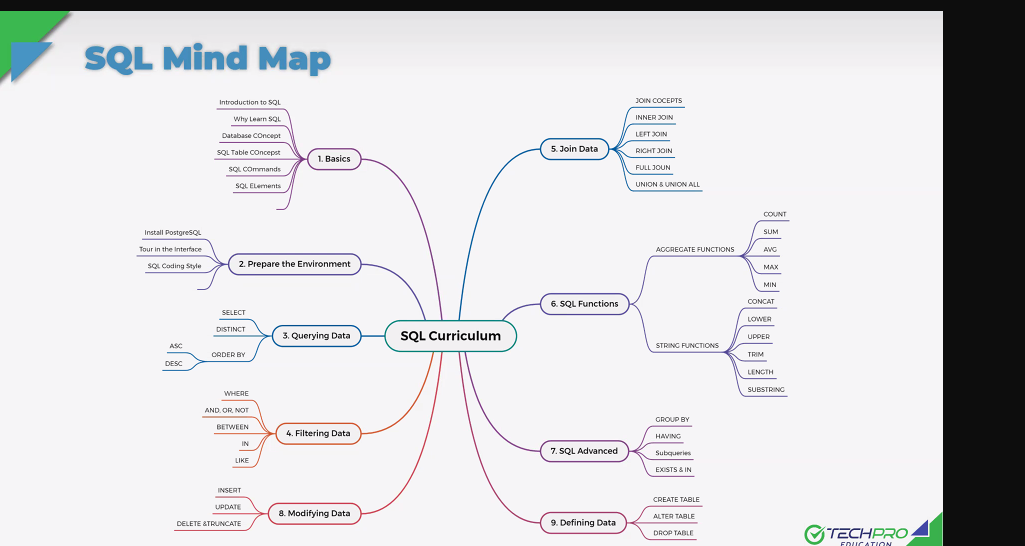 SQL Mind Map
SQL Curriculum
1. Basics
Introduction to SQL
Why Learn SQL
Database COncept
SQL Table COncepst
SQL COmmands
SQL ELements
2. Prepare the Environment
Install PostgreSQL
Tour in the Interface
SQL Coding Style
3. Querying Data
SELECT
DISTINCT
ORDER BY
ASC
DESC
4. Filtering Data
WHERE
AND, OR, NOT
BETWEEN
IN
LIKE
8. Modifying Data
INSERT
UPDATE
DELETE &TRUNCATE
5. Join Data
JOIN COCEPTS
INNER JOIN
LEFT JOIN
RIGHT JOIN
FULL JOUN
UNION & UNION ALL
6. SQL Functions
AGGREGATE FUNCTIONS
COUNT
SUM
AVG
MAX
MIN
STRING FUNCTIONS
CONCAT
LOWER
UPPER
TRIM
LENGTH
SUBSTRING
7. SQL Advanced
GROUP BY
HAVING
Subqueries
EXISTS & IN
9. Defining Data
CREATE TABLE
ALTER TABLE
DROP TABLE
TECHPRO
EDUCATION